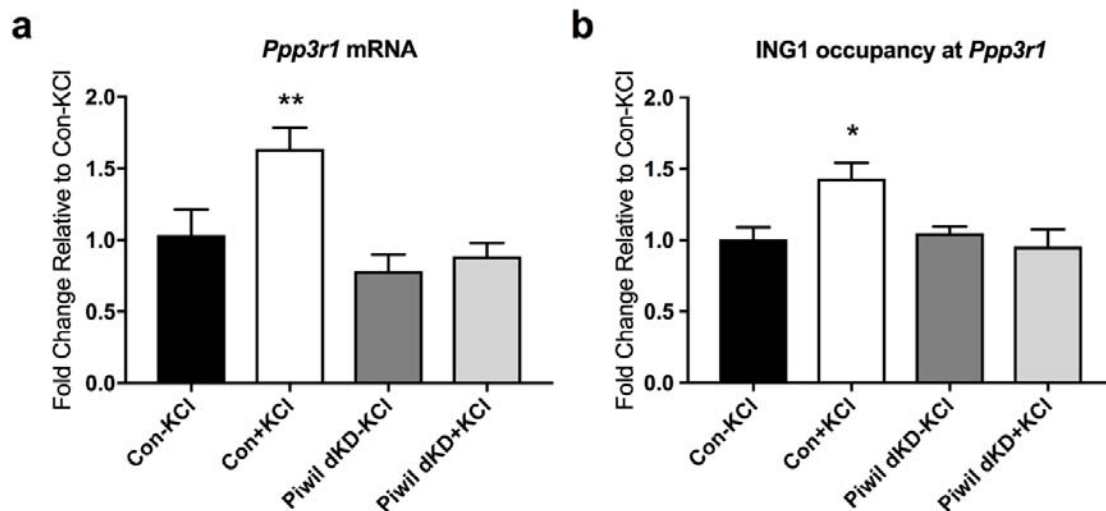 a
Ppp3r1 mRNA
Fold Change Relative to Con-KCl
2.0
**
1.5
1.0
0.5
0.0
Con-KCl
Con+KCl
Piwil dKD-KCl
Piwil dKD+KCl
b
ING1 occupancy at Ppp3r1
Fold Change Relative to Con-KCl
2.0
*
1.5
1.0
0.5
0.0
Con-KCl
Con+KCl
Piwil dKD-KCl
Piwil dKD+KCl